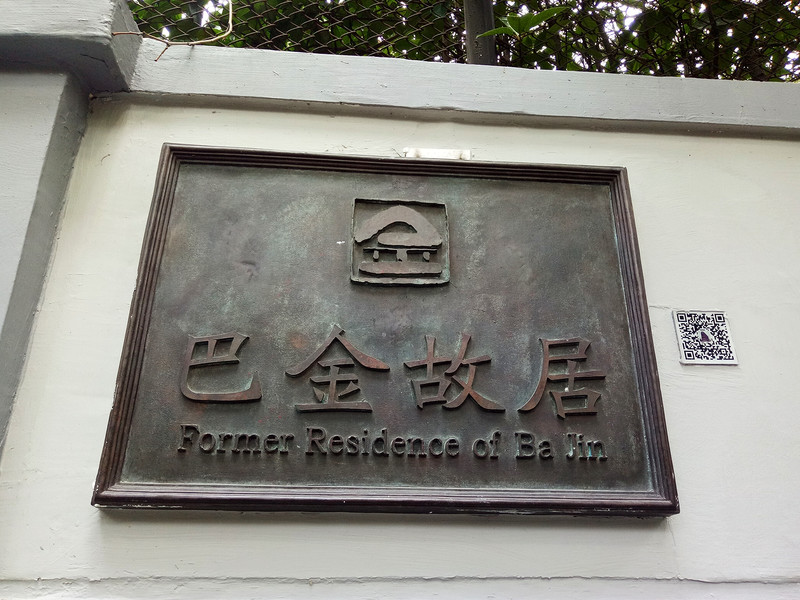 巴金故居
Former Residence of Ba Jin